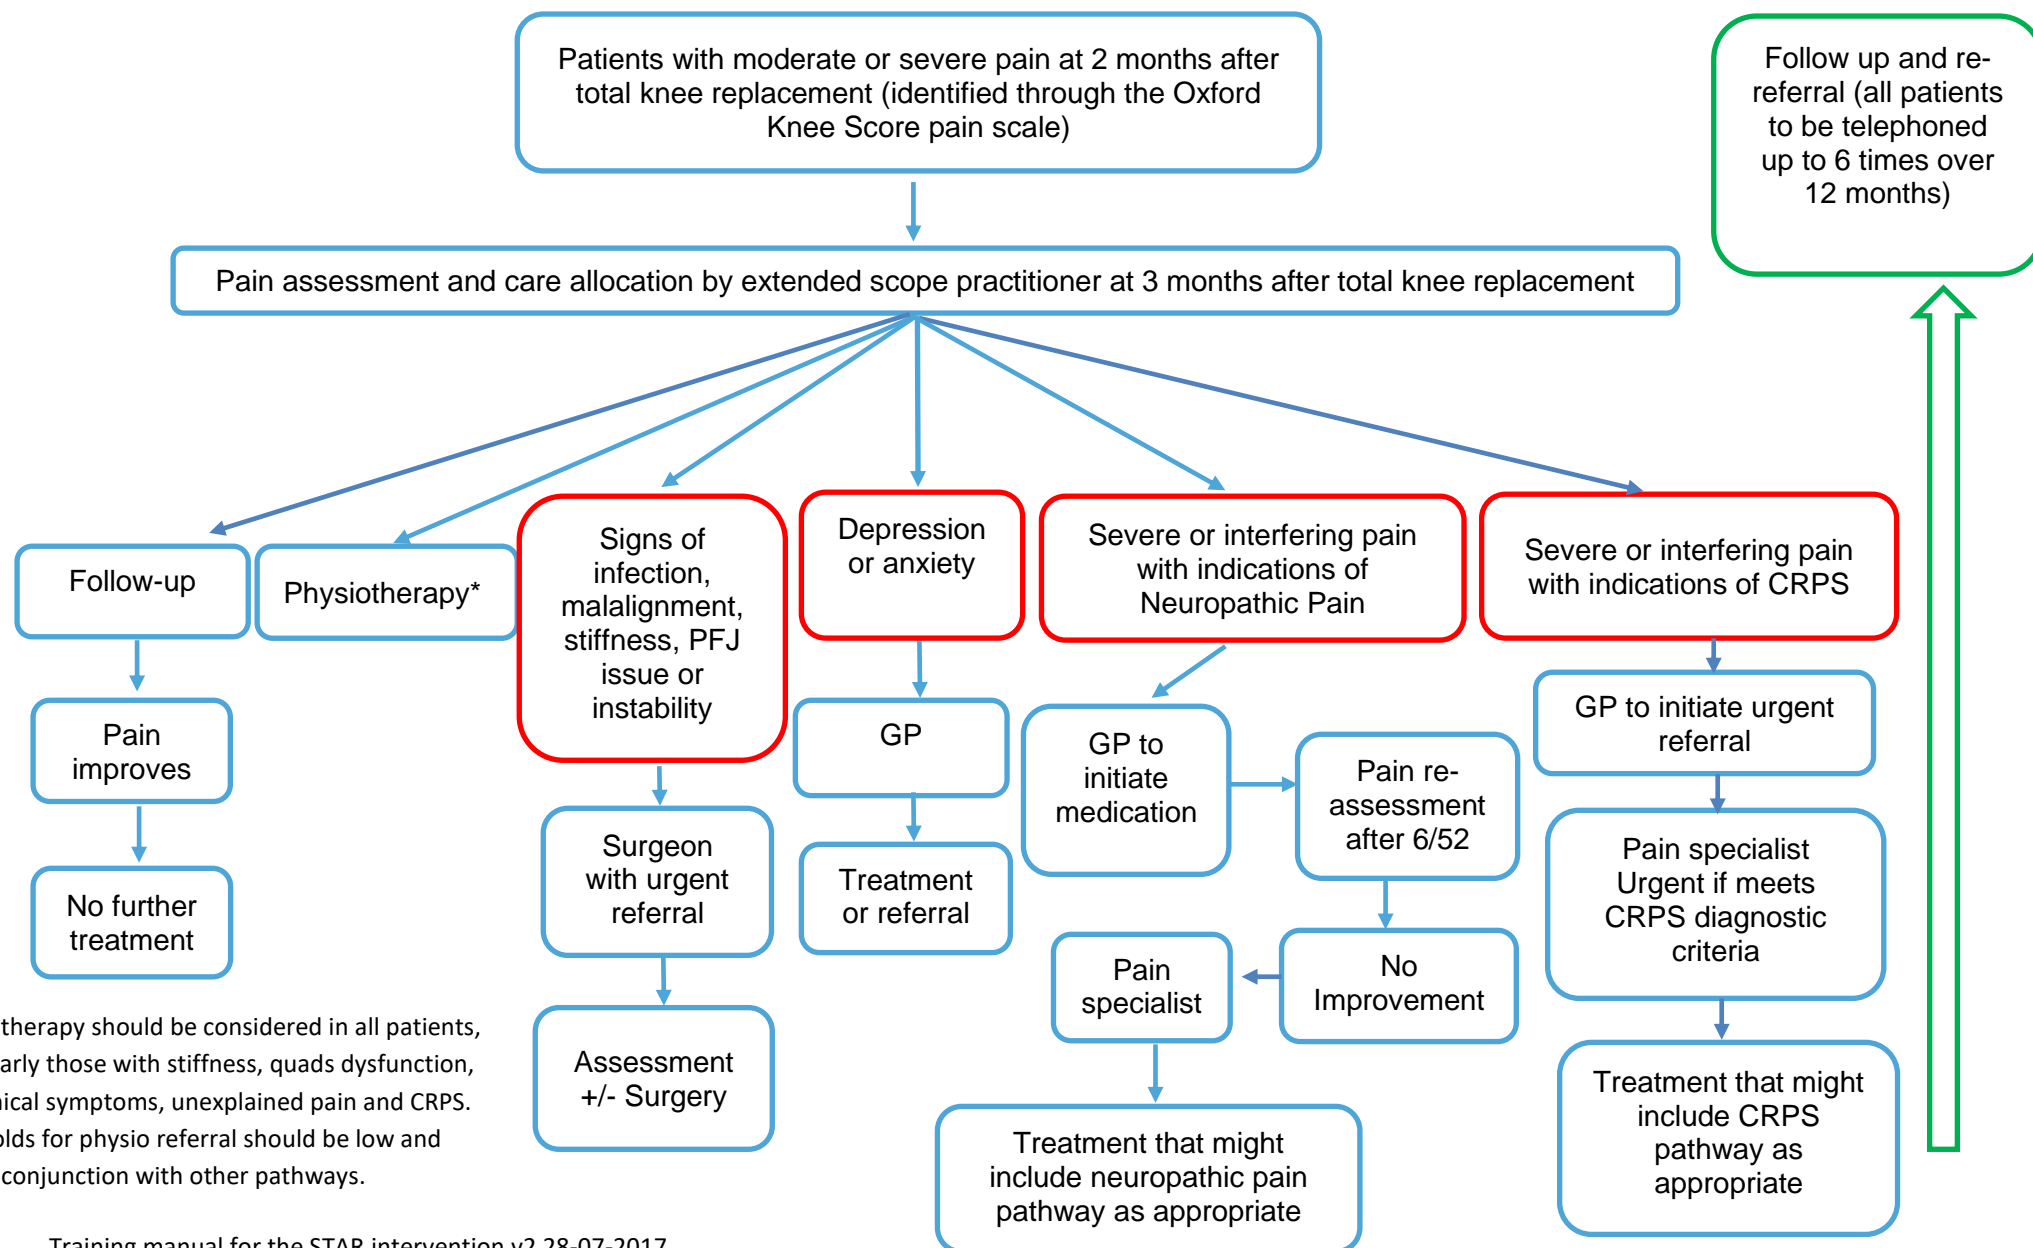 Patients with moderate or severe pain at 2 months after
total knee replacement (identified through the Oxford
Knee Score pain scale)
Follow up and re-
referral (all patients
to be telephoned
up to 6 times over
12 months)
Pain assessment and care allocation by extended scope practitioner at 3 months after total knee replacement
Follow-up
Pain
improves
No further
treatment
Physiotherapy*
Signs of
infection,
malalignment,
stiffness, PFJ
issue or
instability
Surgeon
with urgent
referral
Assessment
+/- Surgery
Depression
or anxiety
GP
Treatment
or referral
Severe or interfering pain
with indications of
Neuropathic Pain
GP to
initiate
medication
Pain re-
assessment
after 6/52
No
Improvement
Pain
specialist
Treatment that might
include neuropathic pain
pathway as appropriate
Severe or interfering pain
with indications of CRPS
GP to initiate urgent
referral
Pain specialist
Urgent if meets
CRPS diagnostic
criteria
Treatment that might
include CRPS
pathway as
appropriate
therapy should be considered in all patients,
arly those with stiffness, quads dysfunction,
nical symptoms, unexplained pain and CRPS.
olds for physio referral should be low and
conjunction with other pathways.
Training manual for the STAR intervention v2 28-07-2017